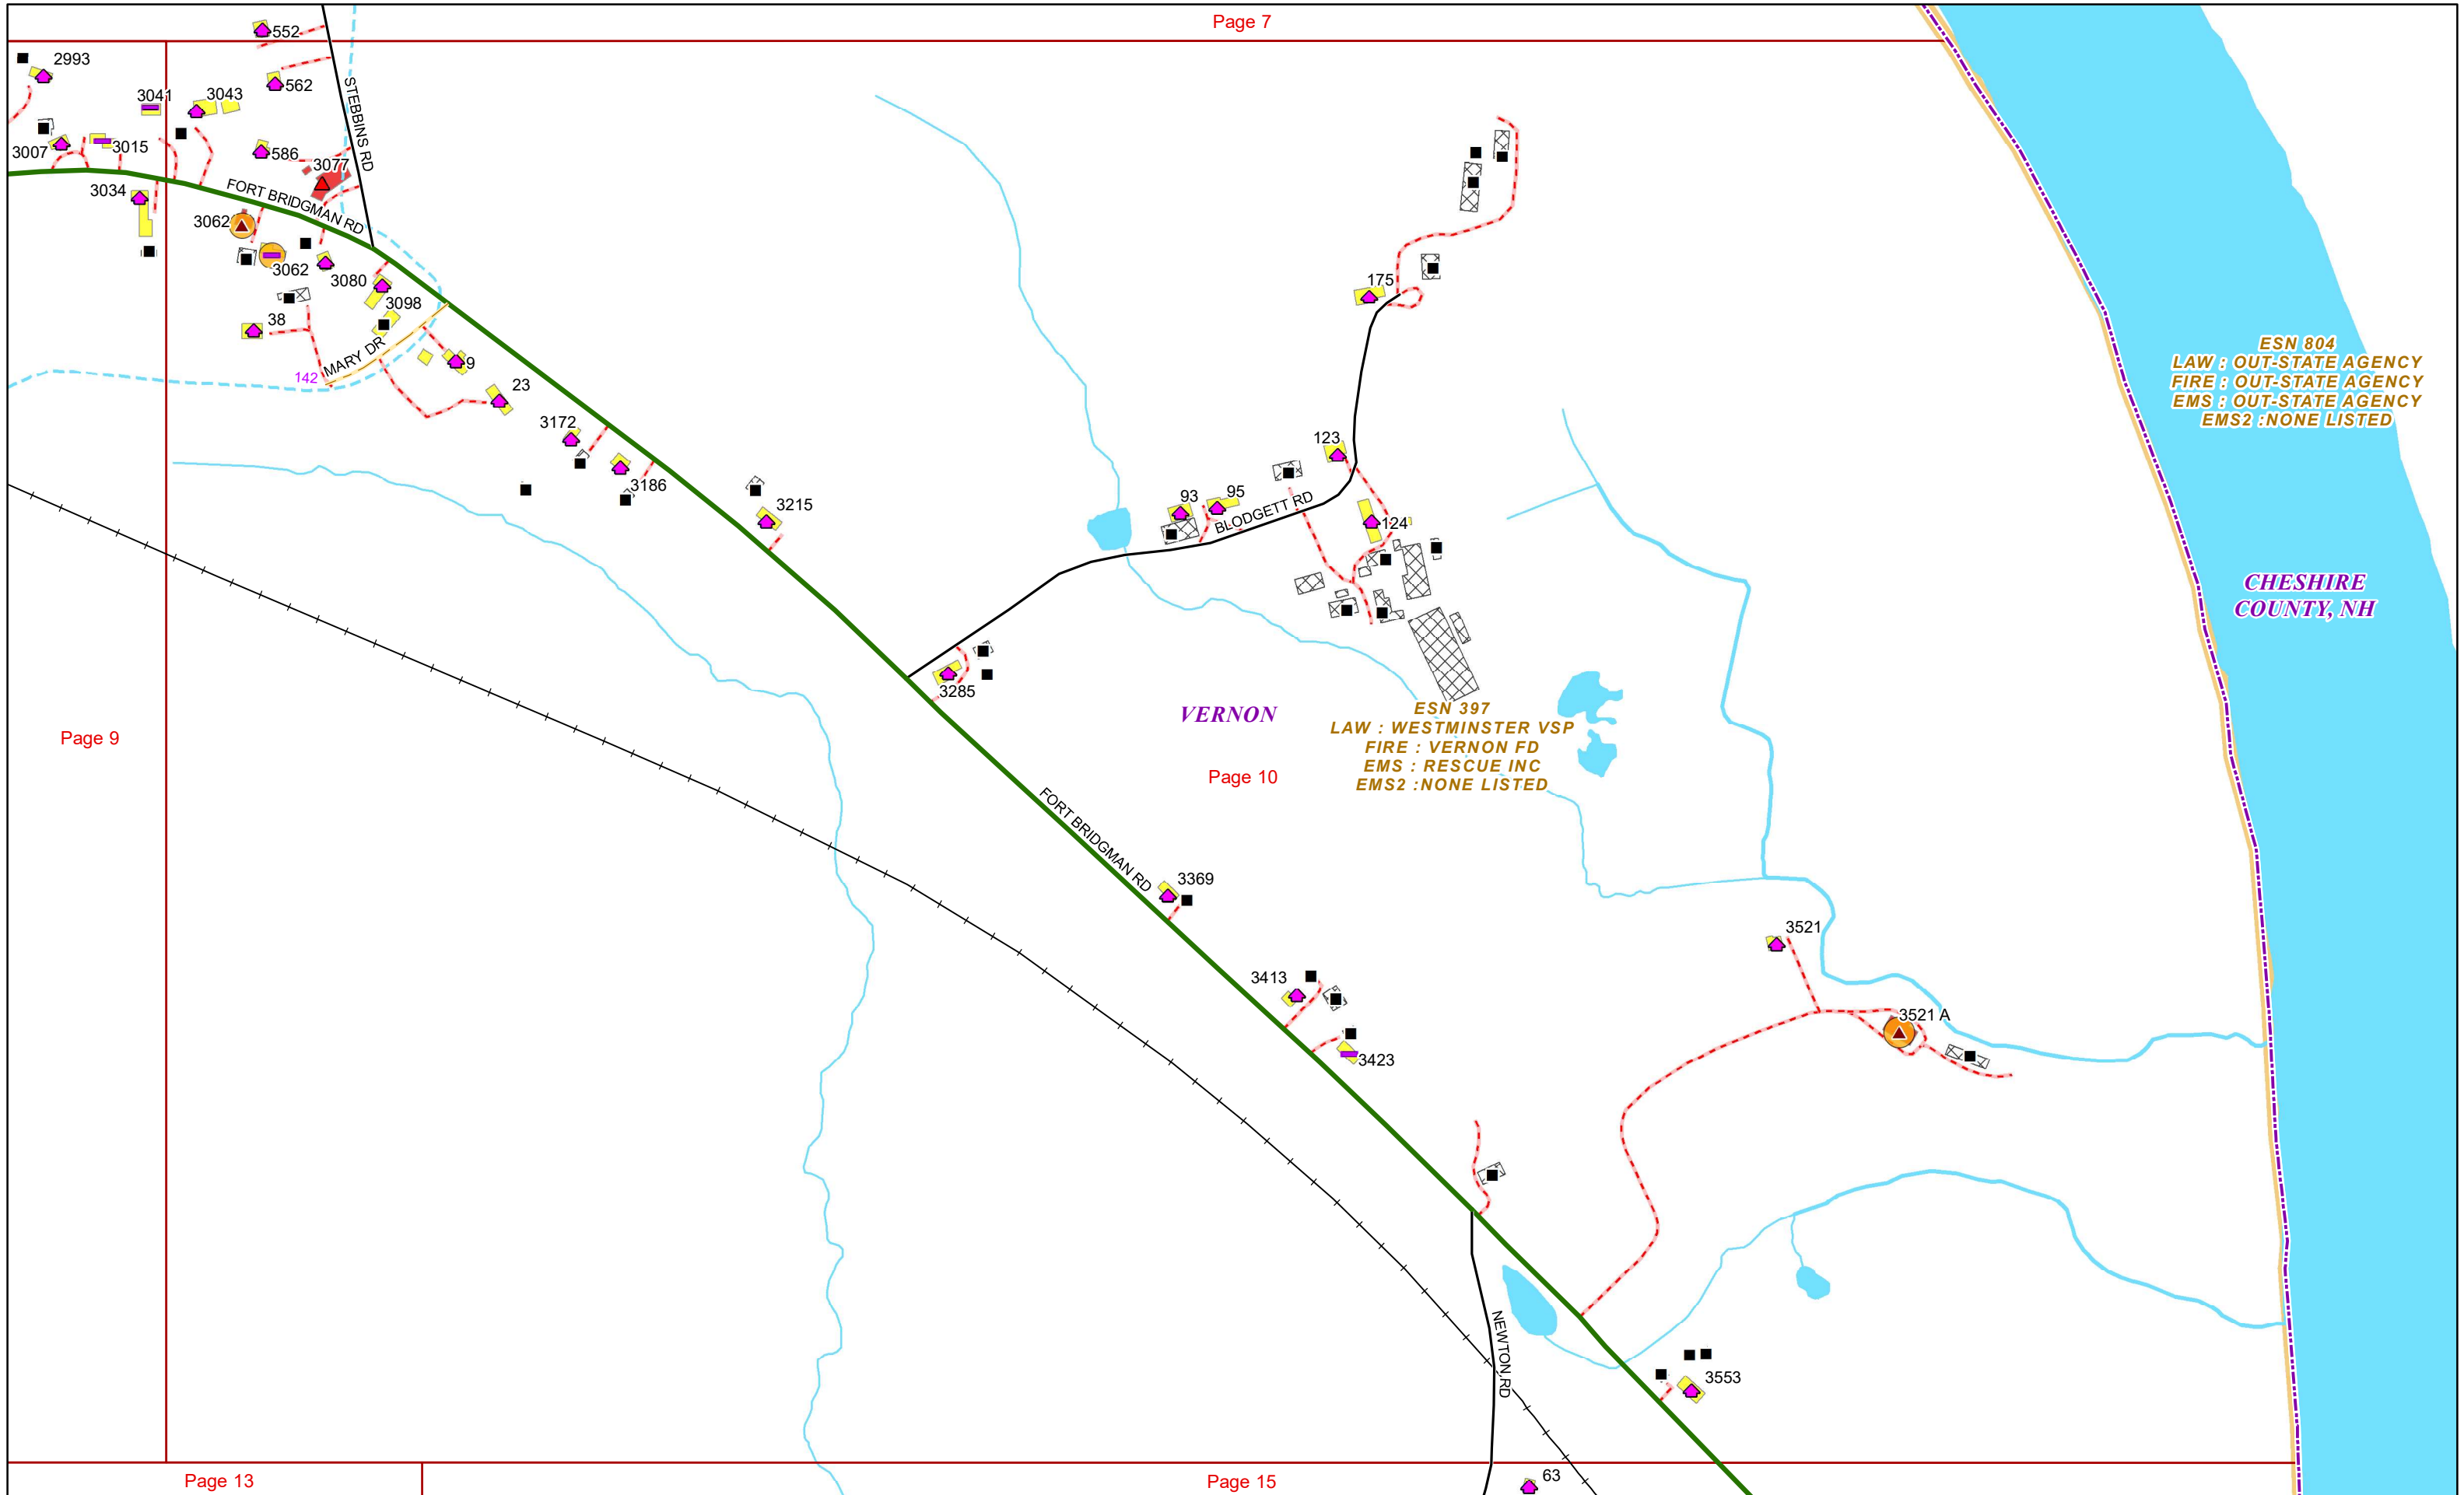 Page 7
552
2993
562
3041
3043
STEBBINS RD
3007
3015
586
3077
3034
FORT BRIDGMAN RD
3062
3062
3080
175
3098
38
MARY DR
9
142
23
ESN 804
LAW : OUT-STATE AGENCY
FIRE : OUT-STATE AGENCY
EMS : OUT-STATE AGENCY
EMS2 :NONE LISTED
3172
123
3186
93
95
3215
BLODGETT RD
124
CHESHIRE
COUNTY, NH
3285
VERNON
ESN 397
LAW : WESTMINSTER VSP
FIRE : VERNON FD
EMS : RESCUE INC
EMS2 :NONE LISTED
Page 9
Page 10
FORT BRIDGMAN RD
3369
3521
3413
3521 A
3423
NEWTON RD
3553
Page 13
Page 15
63